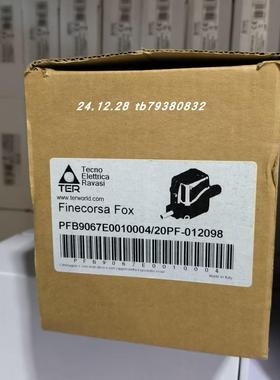 24.12.28 tb79380832
Tecno
Elettrica
Ravasi
TER
www.terworld.com
Finecorsa Fox
PFB9067E0010004/20PF-012098
PFB9067E0010004
Made in Italy